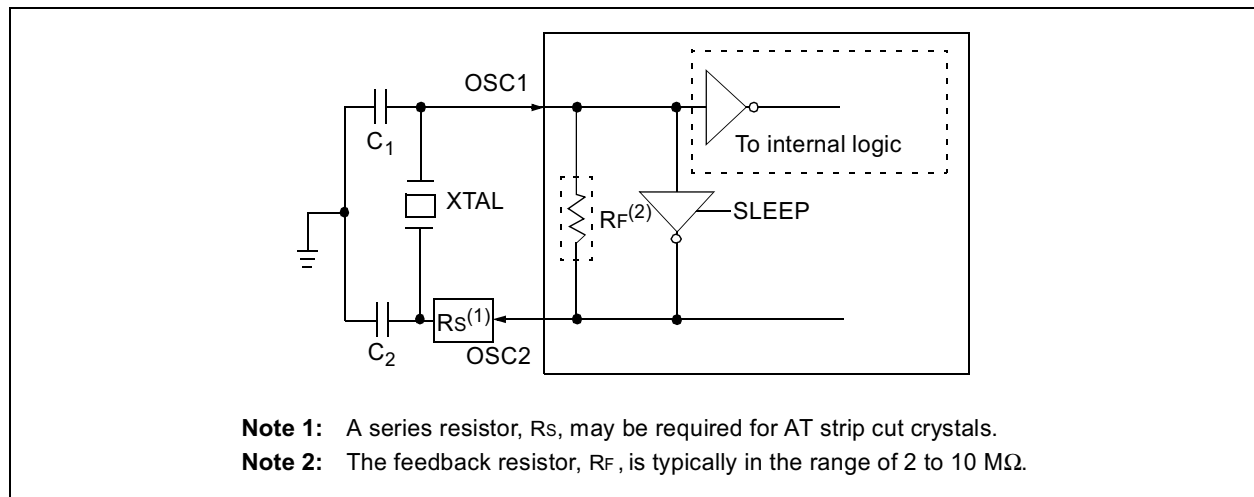 OSC1
C1
To internal logic
XTAL
RF(2)
SLEEP
RS(1)
C2
OSC2
Note 1: A series resistor, RS, may be required for AT strip cut crystals.
Note 2: The feedback resistor, RF, is typically in the range of 2 to 10 MΩ.